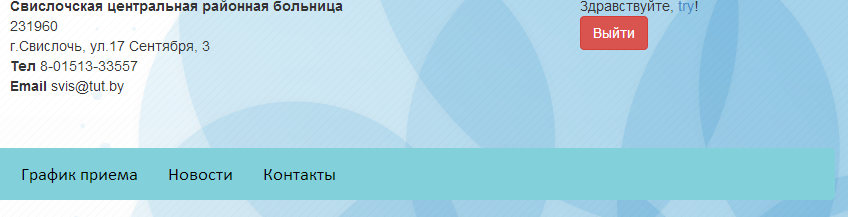 Свислочская центральная районная больница
231960
г.Свислочь, ул.17 Сентября, 3
Тел 8-01513-33557
Email svis@tut.by
Здравствуйте, try!
Выйти
График приема Новости Контакты